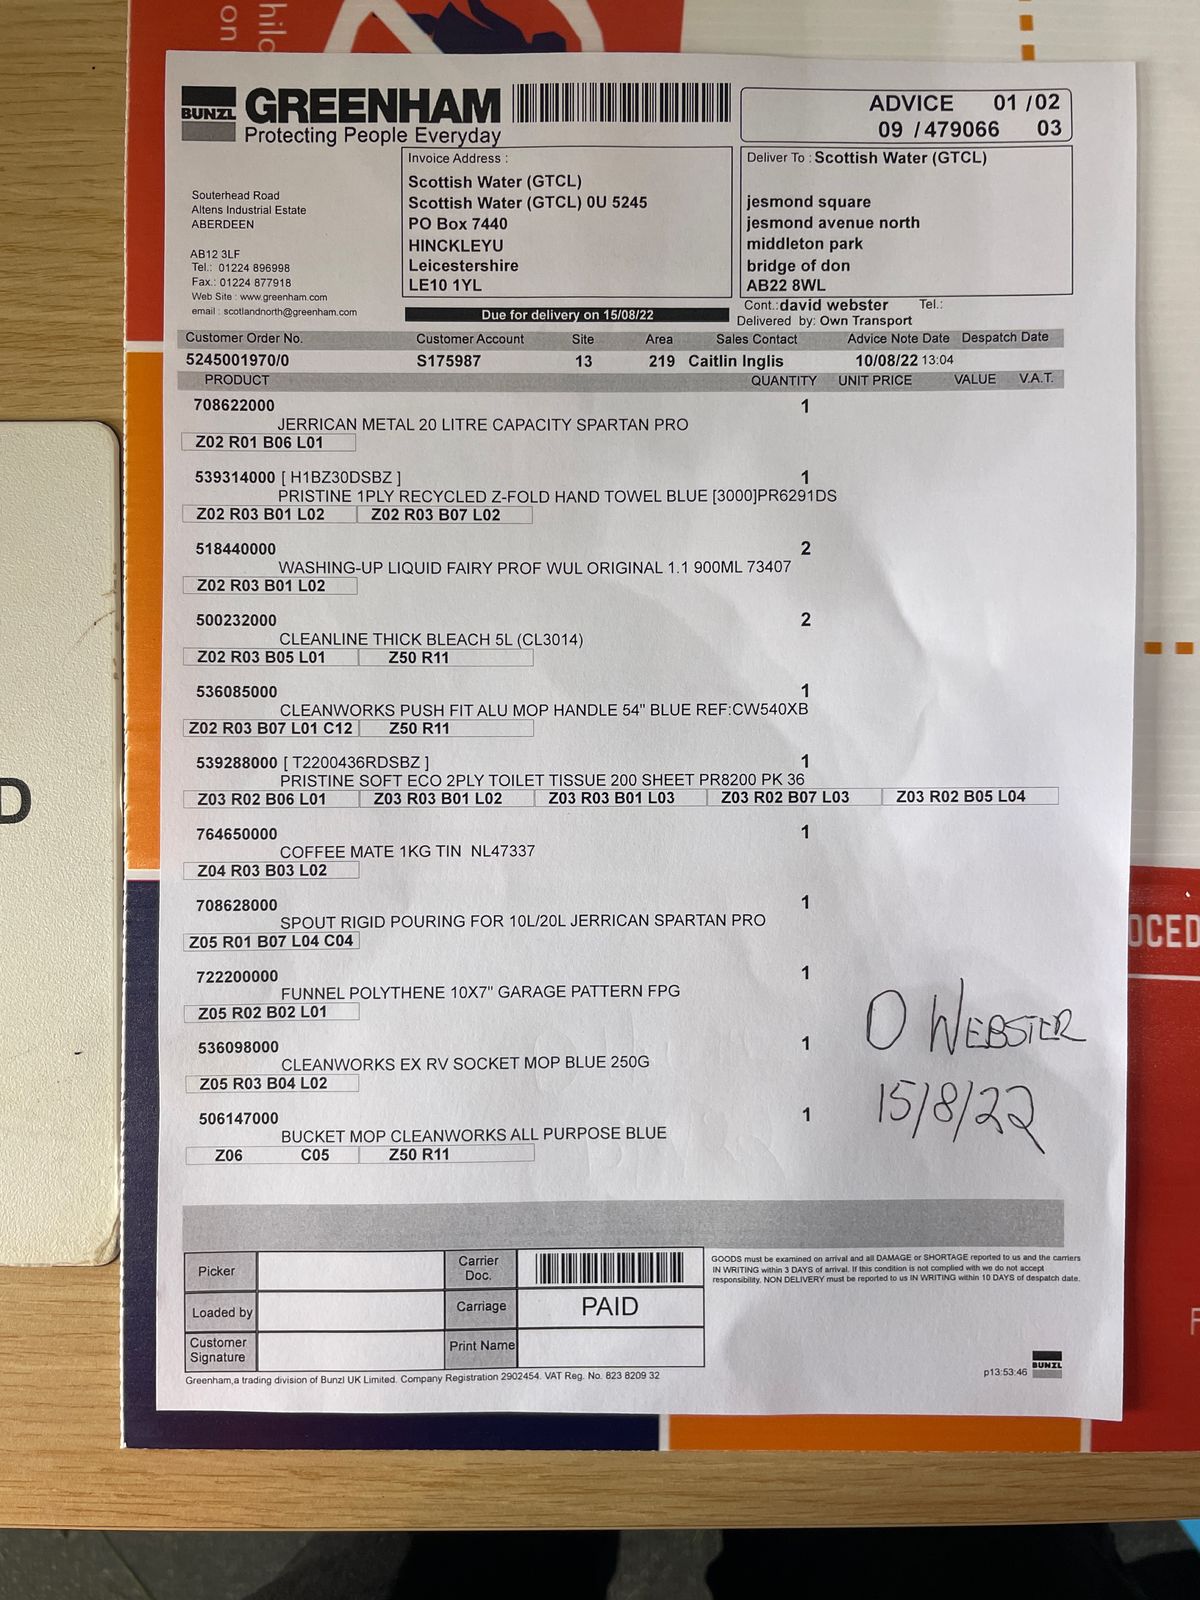 hild
on
BUNZL GREENHAM
Protecting People Everyday
ADVICE 01 /02
09 /479066 03
Souterhead Road
Altens Industrial Estate
ABERDEEN
AB12 3LF
Tel.: 01224 896998
Fax.: 01224 877918
Web Site : www.greenham.com
email : scotlandnorth@greenham.com
Invoice Address :
Scottish Water (GTCL)
Scottish Water (GTCL) 0U 5245
PO Box 7440
HINCKLEYU
Leicestershire
LE10 1YL
Deliver To : Scottish Water (GTCL)
jesmond square
jesmond avenue north
middleton park
bridge of don
AB22 8WL
Due for delivery on 15/08/22
Cont.: david webster Tel.:
Delivered by: Own Transport
Customer Order No. Customer Account Site Area Sales Contact Advice Note Date Despatch Date
5245001970/0 S175987 13 219 Caitlin Inglis 10/08/22 13:04
PRODUCT QUANTITY UNIT PRICE VALUE V.A.T.
708622000 1
JERRICAN METAL 20 LITRE CAPACITY SPARTAN PRO
Z02 R01 B06 L01
539314000 [ H1BZ30DSBZ ] 1
PRISTINE 1PLY RECYCLED Z-FOLD HAND TOWEL BLUE [3000]PR6291DS
Z02 R03 B01 L02 Z02 R03 B07 L02
518440000 2
WASHING-UP LIQUID FAIRY PROF WUL ORIGINAL 1.1 900ML 73407
Z02 R03 B01 L02
500232000 2
CLEANLINE THICK BLEACH 5L (CL3014)
Z02 R03 B05 L01 Z50 R11
536085000 1
CLEANWORKS PUSH FIT ALU MOP HANDLE 54" BLUE REF:CW540XB
Z02 R03 B07 L01 C12 Z50 R11
539288000 [ T2200436RDSBZ ] 1
PRISTINE SOFT ECO 2PLY TOILET TISSUE 200 SHEET PR8200 PK 36
Z03 R02 B06 L01 Z03 R03 B01 L02 Z03 R03 B01 L03 Z03 R02 B07 L03 Z03 R02 B05 L04
764650000 1
COFFEE MATE 1KG TIN NL47337
Z04 R03 B03 L02
708628000 1
SPOUT RIGID POURING FOR 10L/20L JERRICAN SPARTAN PRO
Z05 R01 B07 L04 C04
722200000 1
FUNNEL POLYTHENE 10X7" GARAGE PATTERN FPG
Z05 R02 B02 L01
536098000 1
CLEANWORKS EX RV SOCKET MOP BLUE 250G
Z05 R03 B04 L02
506147000 1
BUCKET MOP CLEANWORKS ALL PURPOSE BLUE
Z06 C05 Z50 R11
D WEBSTER
15/8/22
Picker
Carrier Doc.
Loaded by
Carriage PAID
Customer Signature
Print Name
GOODS must be examined on arrival and all DAMAGE or SHORTAGE reported to us and the carriers
IN WRITING within 3 DAYS of arrival. If this condition is not complied with we do not accept
responsibility. NON DELIVERY must be reported to us IN WRITING within 10 DAYS of despatch date.
Greenham,a trading division of Bunzl UK Limited. Company Registration 2902454. VAT Reg. No. 823 8209 32
p13:53:46 BUNZL
D
OCED